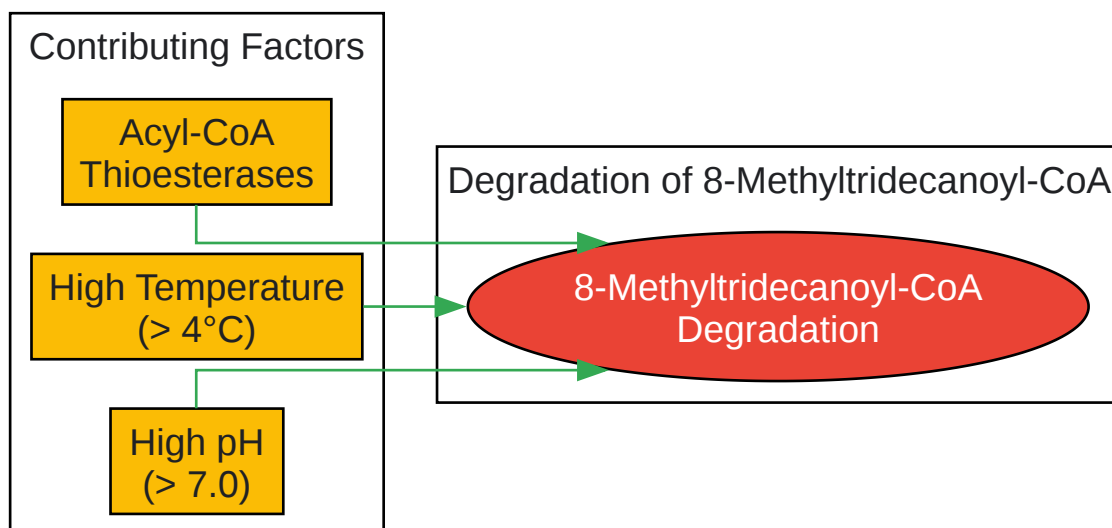 Contributing Factors
Acyl-CoA
Thioesterases
High Temperature
(> 4°C)
High pH
(> 7.0)
Degradation of 8-Methyltridecanoyl-CoA
8-Methyltridecanoyl-CoA
Degradation